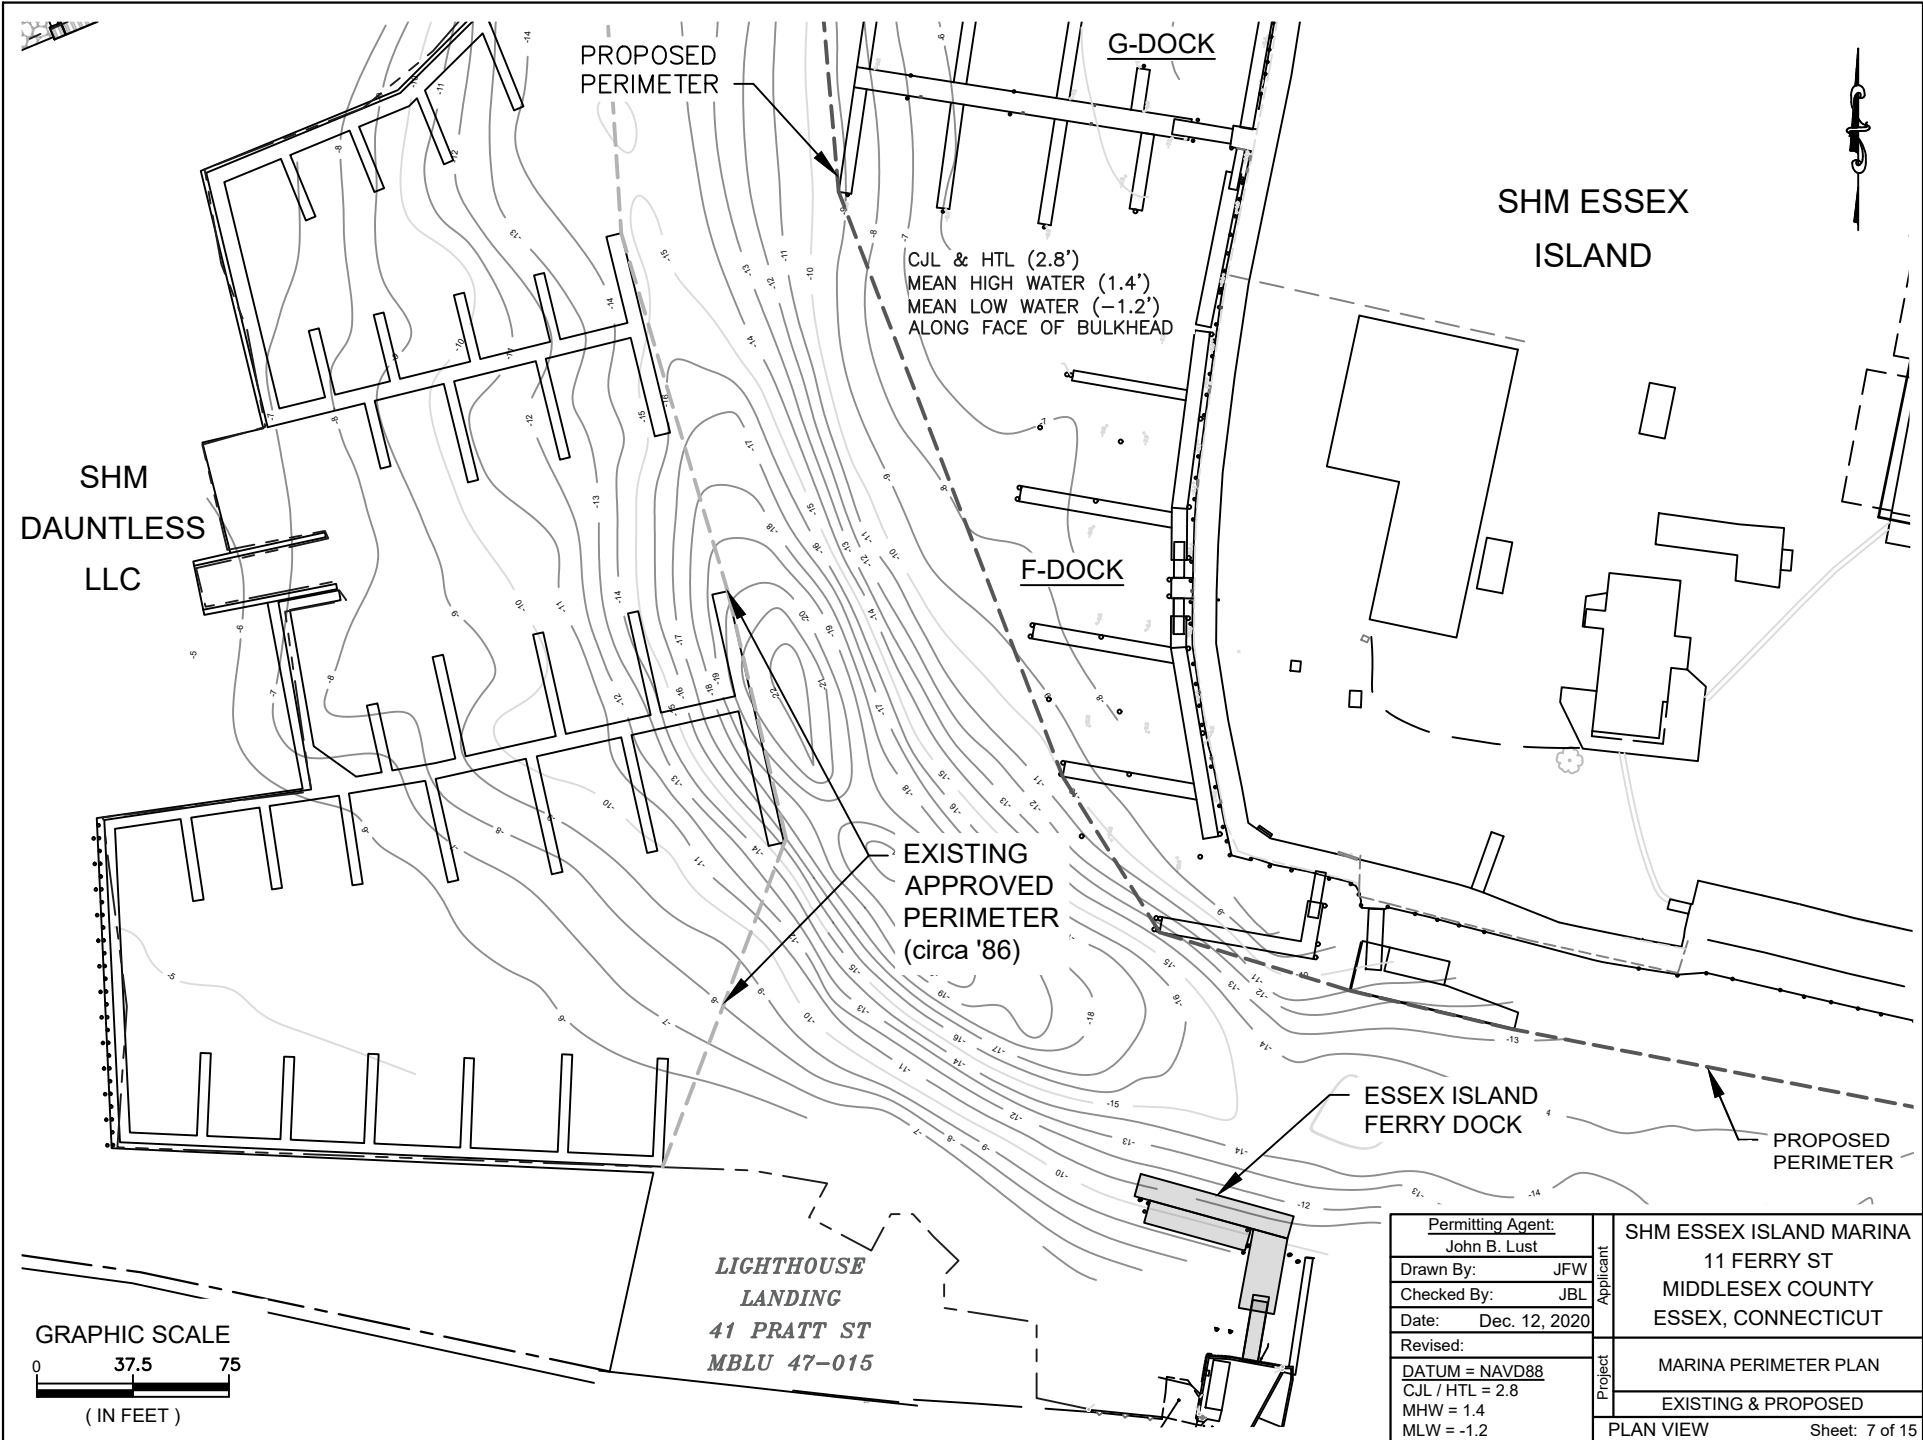 PROPOSED
PERIMETER
G-DOCK
SHM ESSEX
ISLAND
CJL & HTL (2.8')
MEAN HIGH WATER (1.4')
MEAN LOW WATER (-1.2')
ALONG FACE OF BULKHEAD
SHM
DAUNTLESS
LLC
F-DOCK
EXISTING
APPROVED
PERIMETER
(circa '86)
ESSEX ISLAND
FERRY DOCK
PROPOSED
PERIMETER
LIGHTHOUSE
LANDING
41 PRATT ST
MBLU 47-015
GRAPHIC SCALE
0 37.5 75
( IN FEET )
Permitting Agent:
John B. Lust
Drawn By: JFW
Checked By: JBL
Date: Dec. 12, 2020
Revised:
DATUM = NAVD88
CJL / HTL = 2.8
MHW = 1.4
MLW = -1.2
Applicant
SHM ESSEX ISLAND MARINA
11 FERRY ST
MIDDLESEX COUNTY
ESSEX, CONNECTICUT
Project
MARINA PERIMETER PLAN
EXISTING & PROPOSED
PLAN VIEW Sheet: 7 of 15